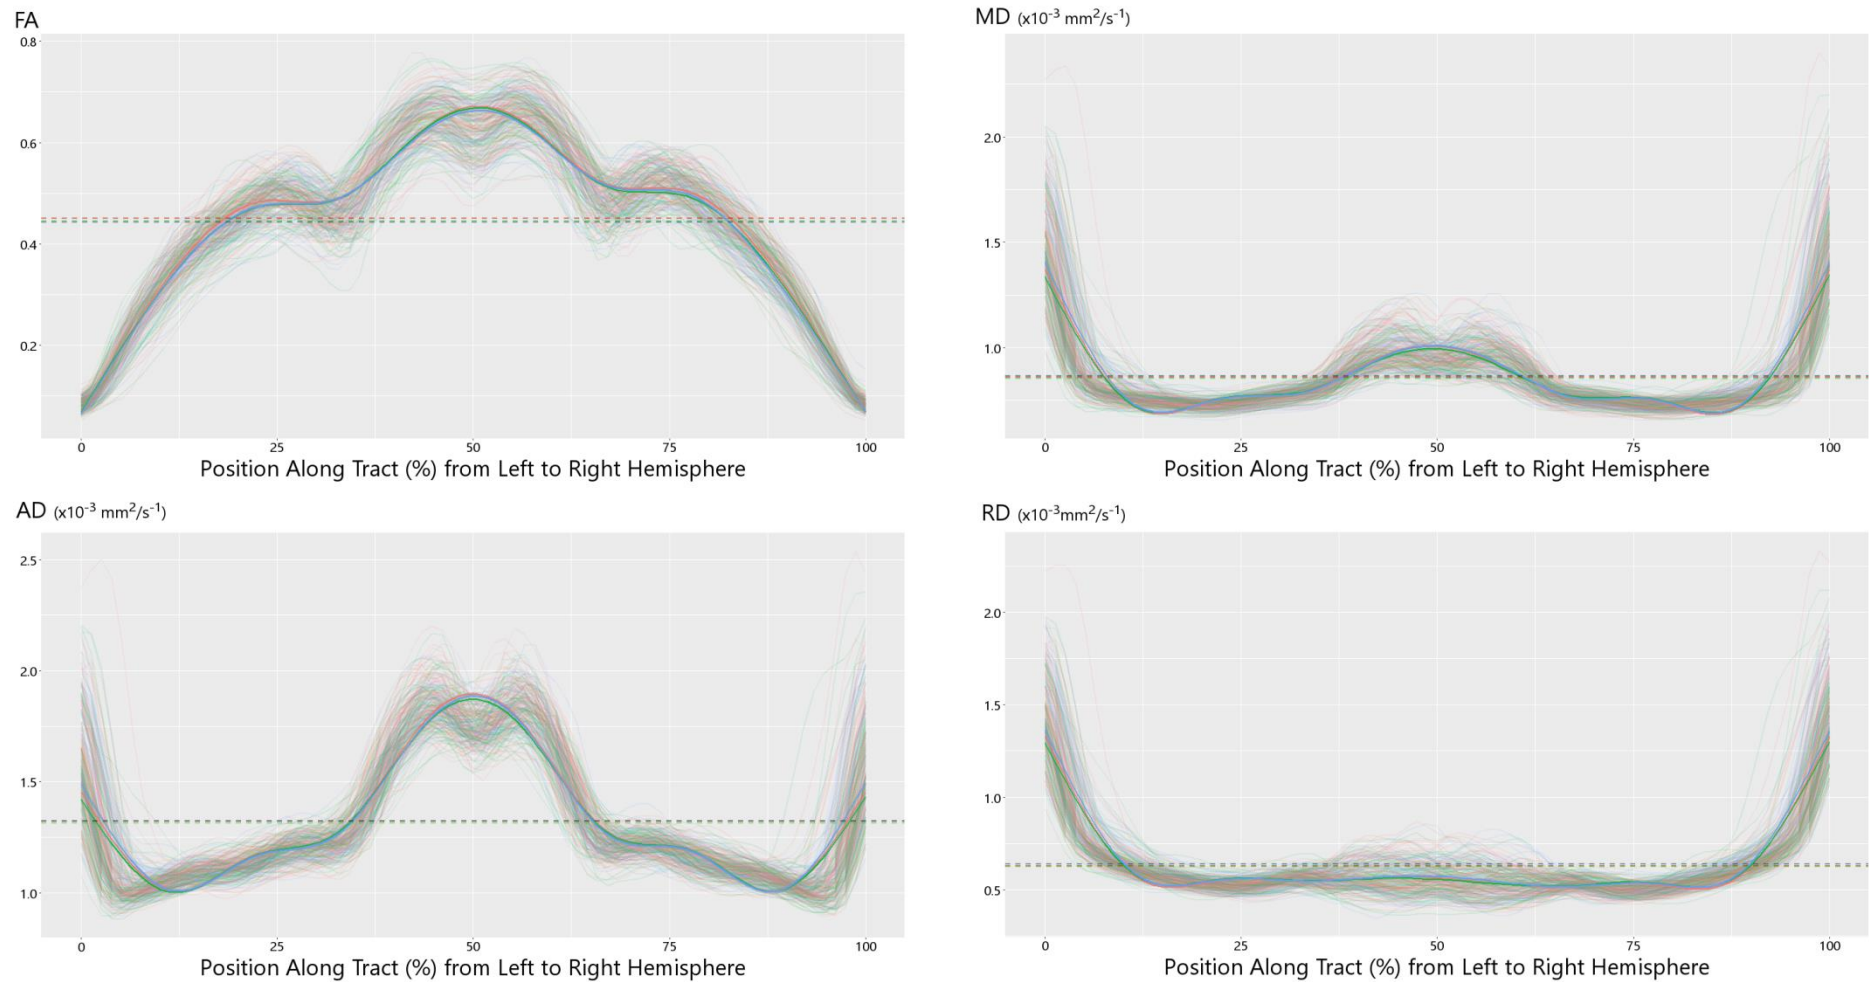 FA
0.8
0.6
0.4
0.2
0 25 50 75 100
Position Along Tract (%) from Left to Right Hemisphere
MD (x10⁻³ mm²/s⁻¹)
2.0
1.5
1.0
0 25 50 75 100
Position Along Tract (%) from Left to Right Hemisphere
AD (x10⁻³ mm²/s⁻¹)
2.5
2.0
1.5
1.0
0 25 50 75 100
Position Along Tract (%) from Left to Right Hemisphere
RD (x10⁻³mm²/s⁻¹)
2.0
1.5
1.0
0.5
0 25 50 75 100
Position Along Tract (%) from Left to Right Hemisphere